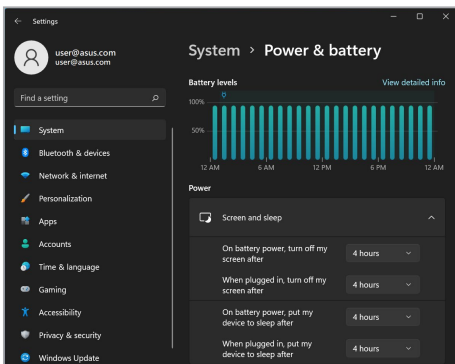 Settings
user@asus.com
user@asus.com
Find a setting
System
Bluetooth & devices
Network & internet
Personalization
Apps
Accounts
Time & language
Gaming
Accessibility
Privacy & security
Windows Update
System > Power & battery
Battery levels
View detailed info
100%
50%
12 AM
6 AM
12 PM
6 PM
12 AM
Power
Screen and sleep
On battery power, turn off my
screen after
4 hours
When plugged in, turn off my
screen after
4 hours
On battery power, put my
device to sleep after
4 hours
When plugged in, put my
device to sleep after
4 hours